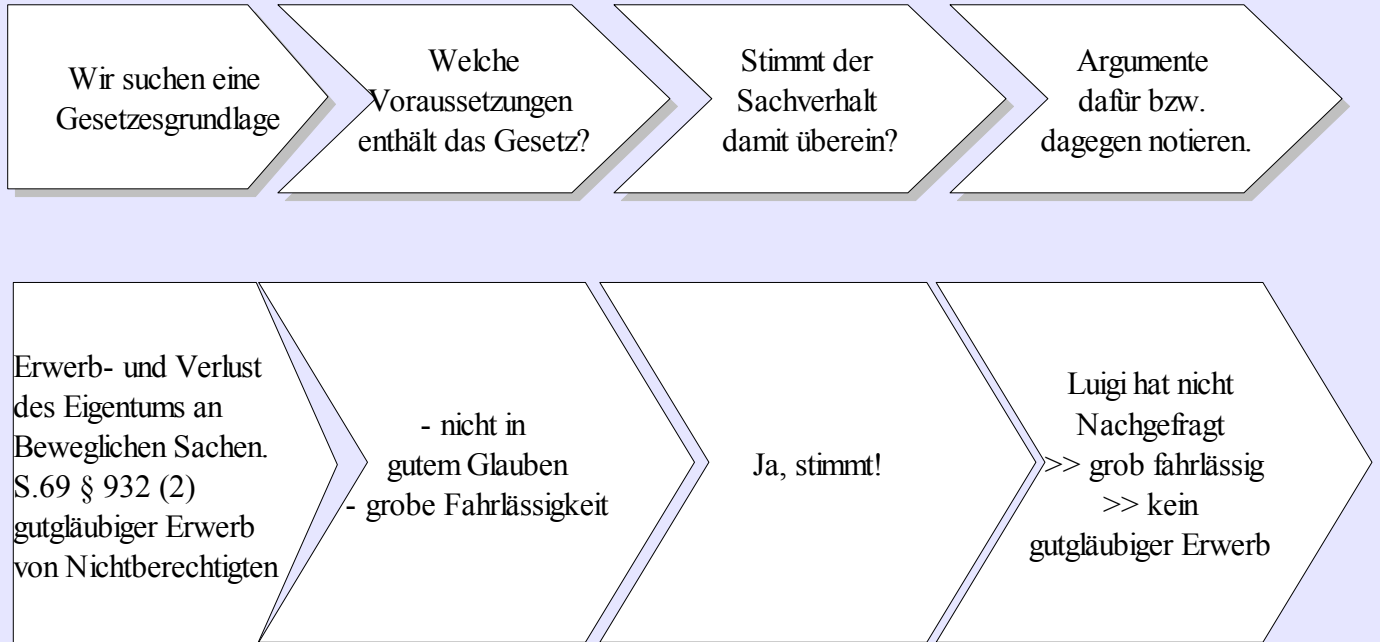 Wir suchen eine
Gesetzesgrundlage
Welche
Voraussetzungen
enthält das Gesetz?
Stimmt der
Sachverhalt
damit überein?
Argumente
dafür bzw.
dagegen notieren.
Erwerb- und Verlust
des Eigentums an
Beweglichen Sachen.
S.69 § 932 (2)
gutgläubiger Erwerb
von Nichtberechtigten
- nicht in
gutem Glauben
- grobe Fahrlässigkeit
Ja, stimmt!
Luigi hat nicht
Nachgefragt
>> grob fahrlässig
>> kein
gutgläubiger Erwerb